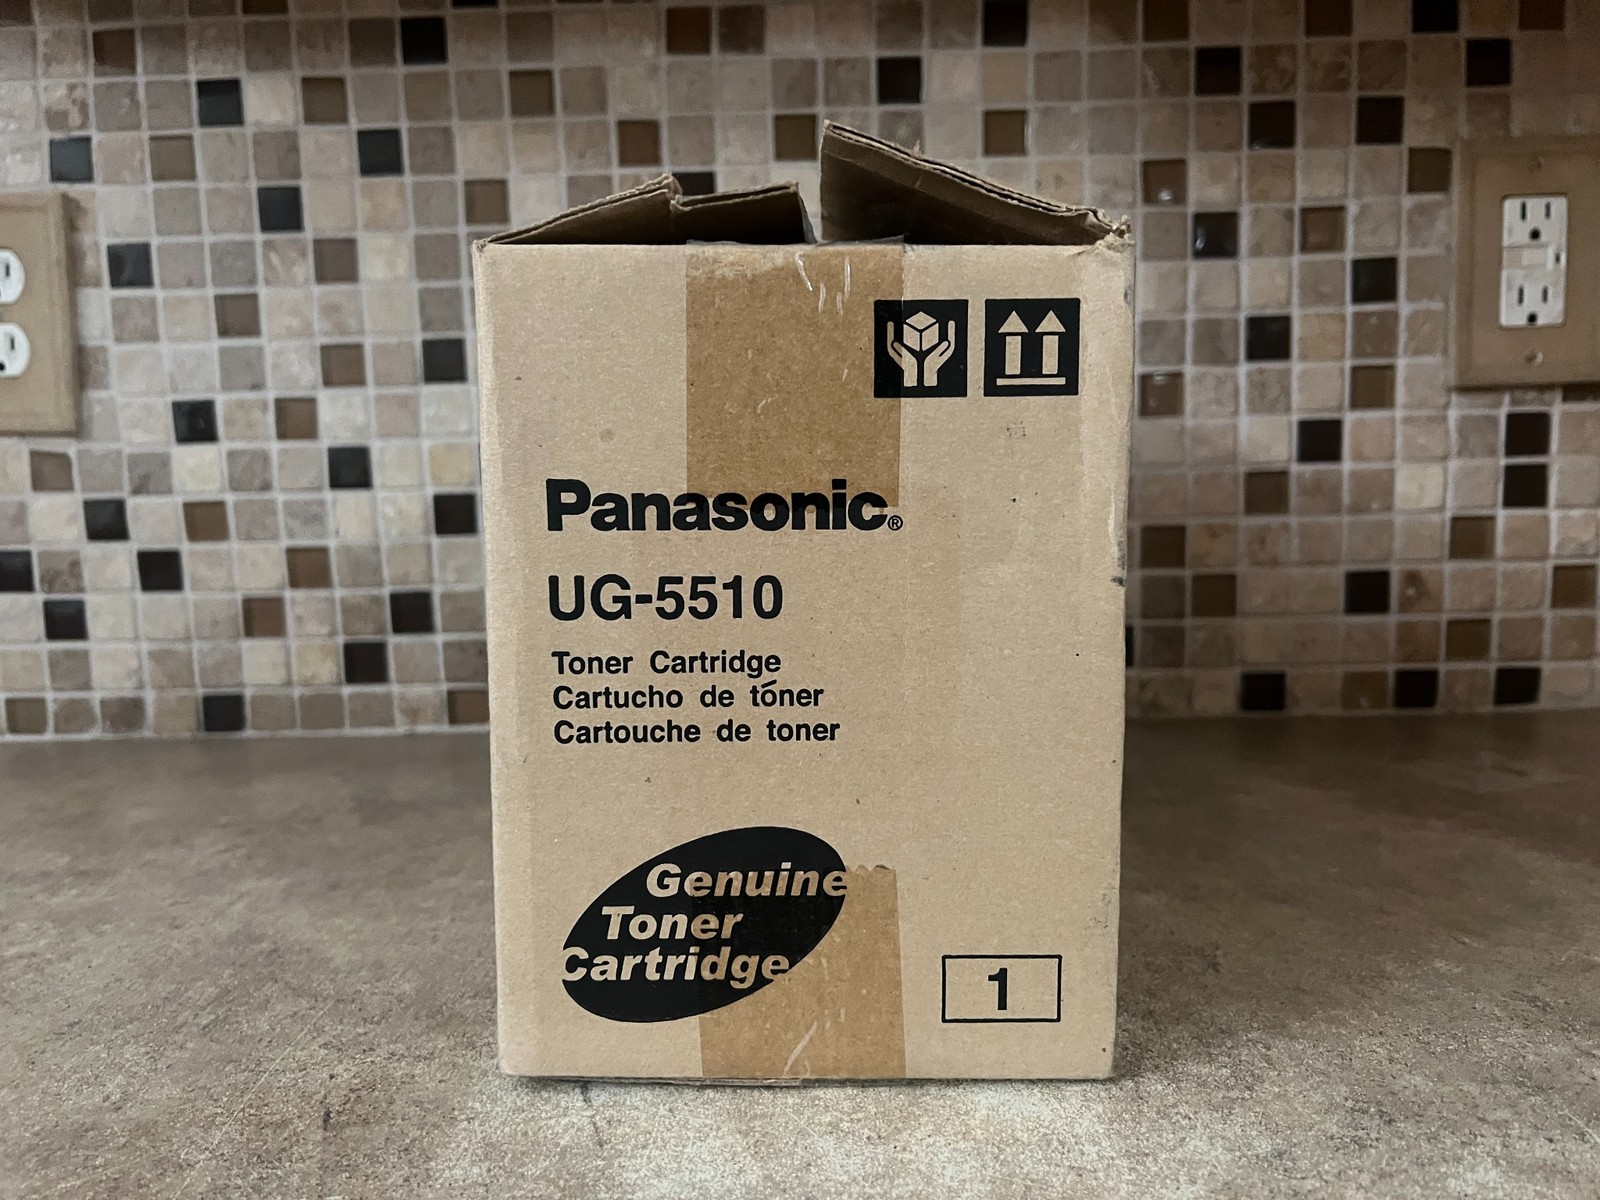 Panasonic®
UG-5510
Toner Cartridge
Cartucho de tóner
Cartouche de toner
Genuine
Toner
Cartridge
1